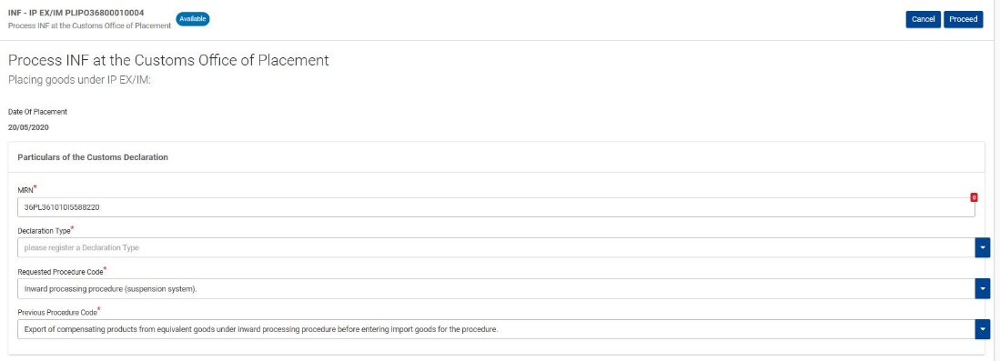 INF - IP EX/IM PLIPO36800010004
Available
Process INF at the Customs Office of Placement
Cancel
Proceed
Process INF at the Customs Office of Placement
Placing goods under IP EX/IM:
Date Of Placement
20/05/2020
Particulars of the Customs Declaration
MRN*
0
36PL361010I5588220
Declaration Type*
please register a Declaration Type
Requested Procedure Code*
Inward processing procedure (suspension system).
Previous Procedure Code*
Export of compensating products from equivalent goods under inward processing procedure before entering import goods for the procedure.